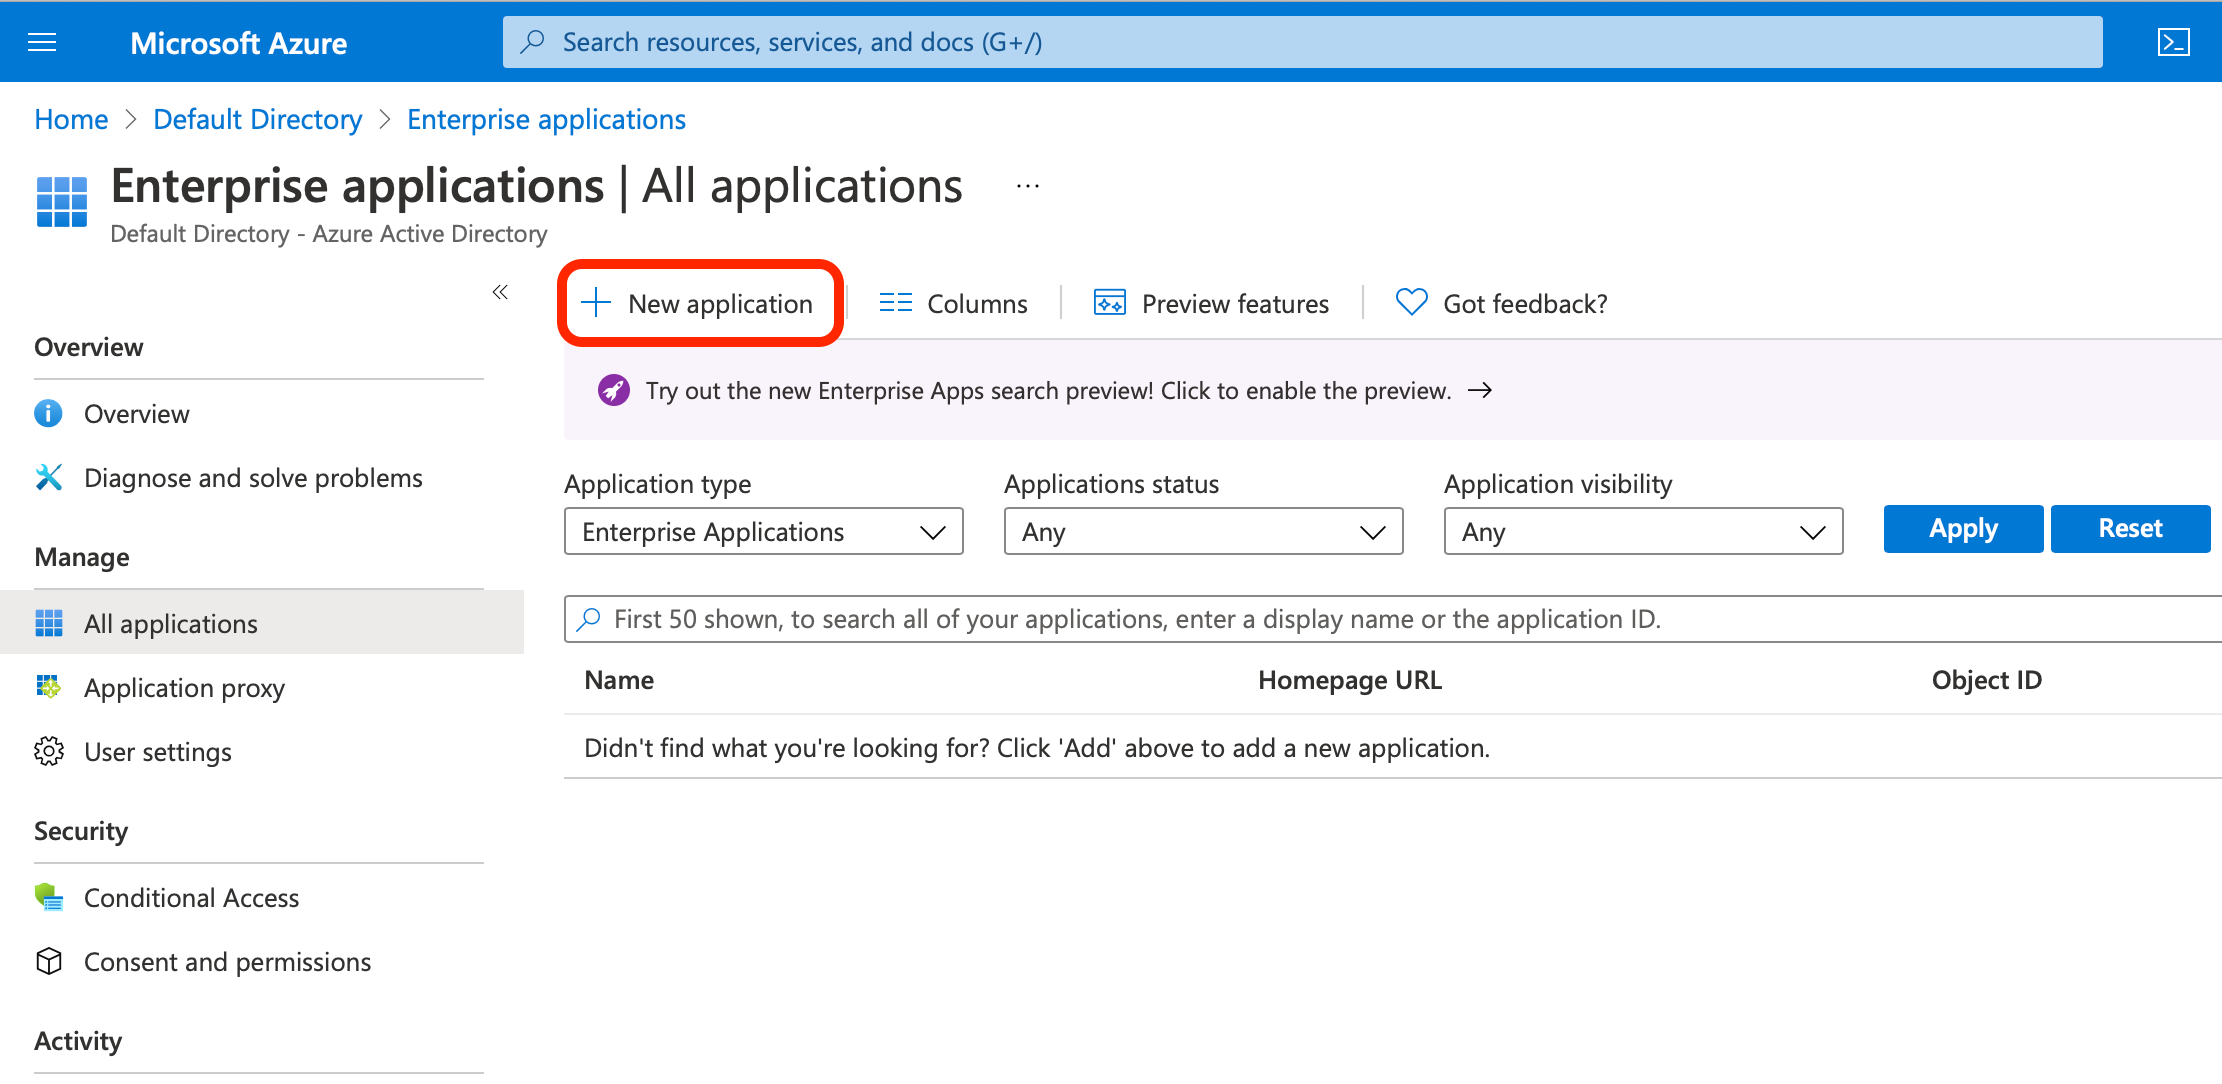 Microsoft Azure
Search resources, services, and docs (G+/)
Home > Default Directory > Enterprise applications
Enterprise applications | All applications ...
Default Directory - Azure Active Directory
«
Overview
Overview
Diagnose and solve problems
Manage
All applications
Application proxy
User settings
Security
Conditional Access
Consent and permissions
Activity
New application
Columns
Preview features
Got feedback?
Try out the new Enterprise Apps search preview! Click to enable the preview. →
Application type
Enterprise Applications
Applications status
Any
Application visibility
Any
Apply
Reset
First 50 shown, to search all of your applications, enter a display name or the application ID.
Name Homepage URL Object ID
Didn't find what you're looking for? Click 'Add' above to add a new application.